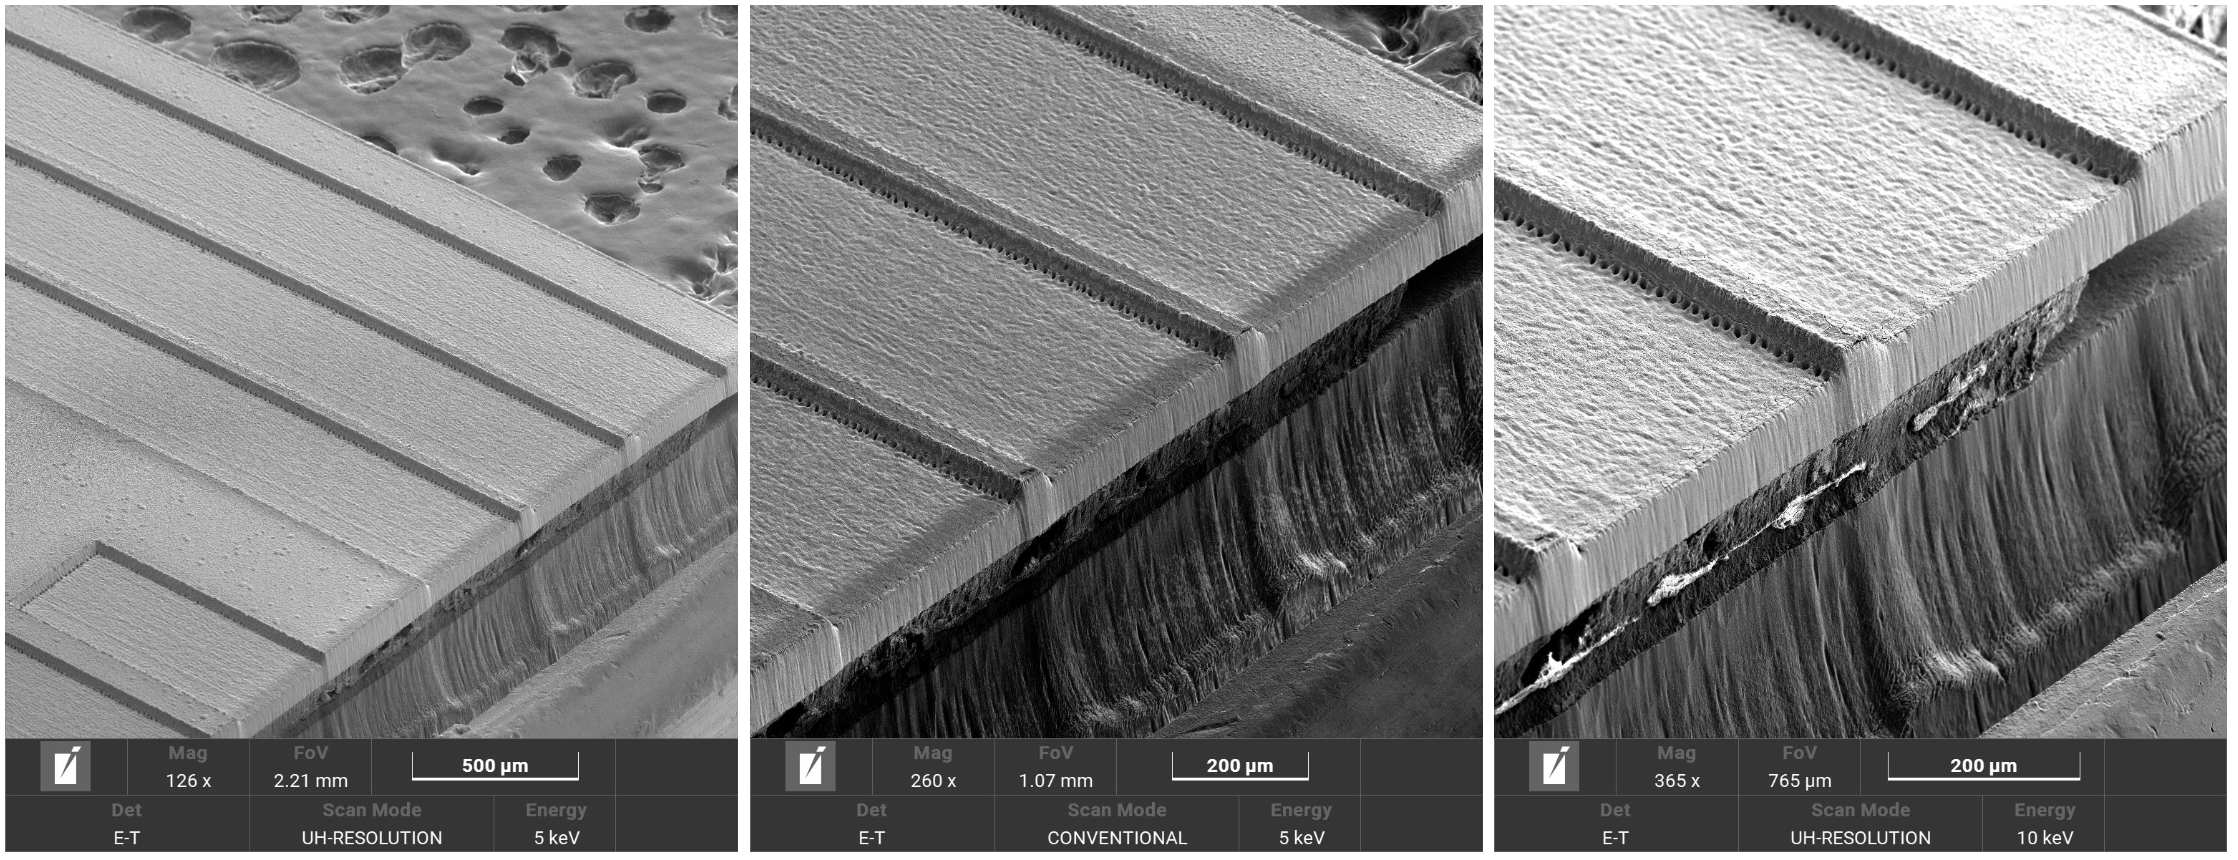 Mag FoV
126 x 2.21 mm 500 µm
Det Scan Mode Energy
E-T UH-RESOLUTION 5 keV
Mag FoV
260 x 1.07 mm 200 µm
Det Scan Mode Energy
E-T CONVENTIONAL 5 keV
Mag FoV
365 x 765 µm 200 µm
Det Scan Mode Energy
E-T UH-RESOLUTION 10 keV